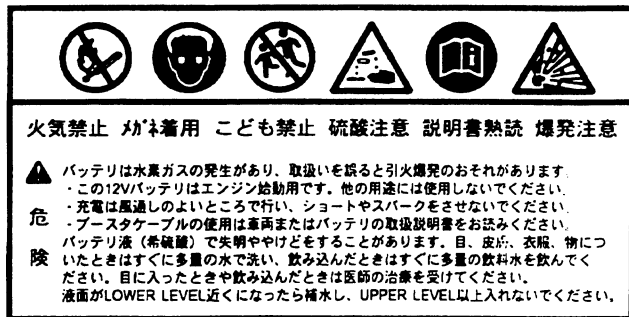 火気禁止 メガネ着用 こども禁止 硫酸注意 説明書熟読 爆発注意
バッテリは水素ガスの発生があり、取扱いを誤ると引火爆発のおそれがあります。
・この12Vバッテリはエンジン始動用です。他の用途には使用しないでください。
・充電は風通しのよいところで行い、ショートやスパークをさせないでください。
・ブースタケーブルの使用は車両またはバッテリの取扱説明書をお読みください。
危険
バッテリ液（希硫酸）で失明ややけどをすることがあります。目、皮膚、衣服、物につ
いたときはすぐに多量の水で洗い、飲み込んだときはすぐに多量の飲料水を飲んでく
ださい。目に入ったときや飲み込んだときは医師の治療を受けてください。
液面がLOWER LEVEL近くになったら補水し、UPPER LEVEL以上入れないでください。